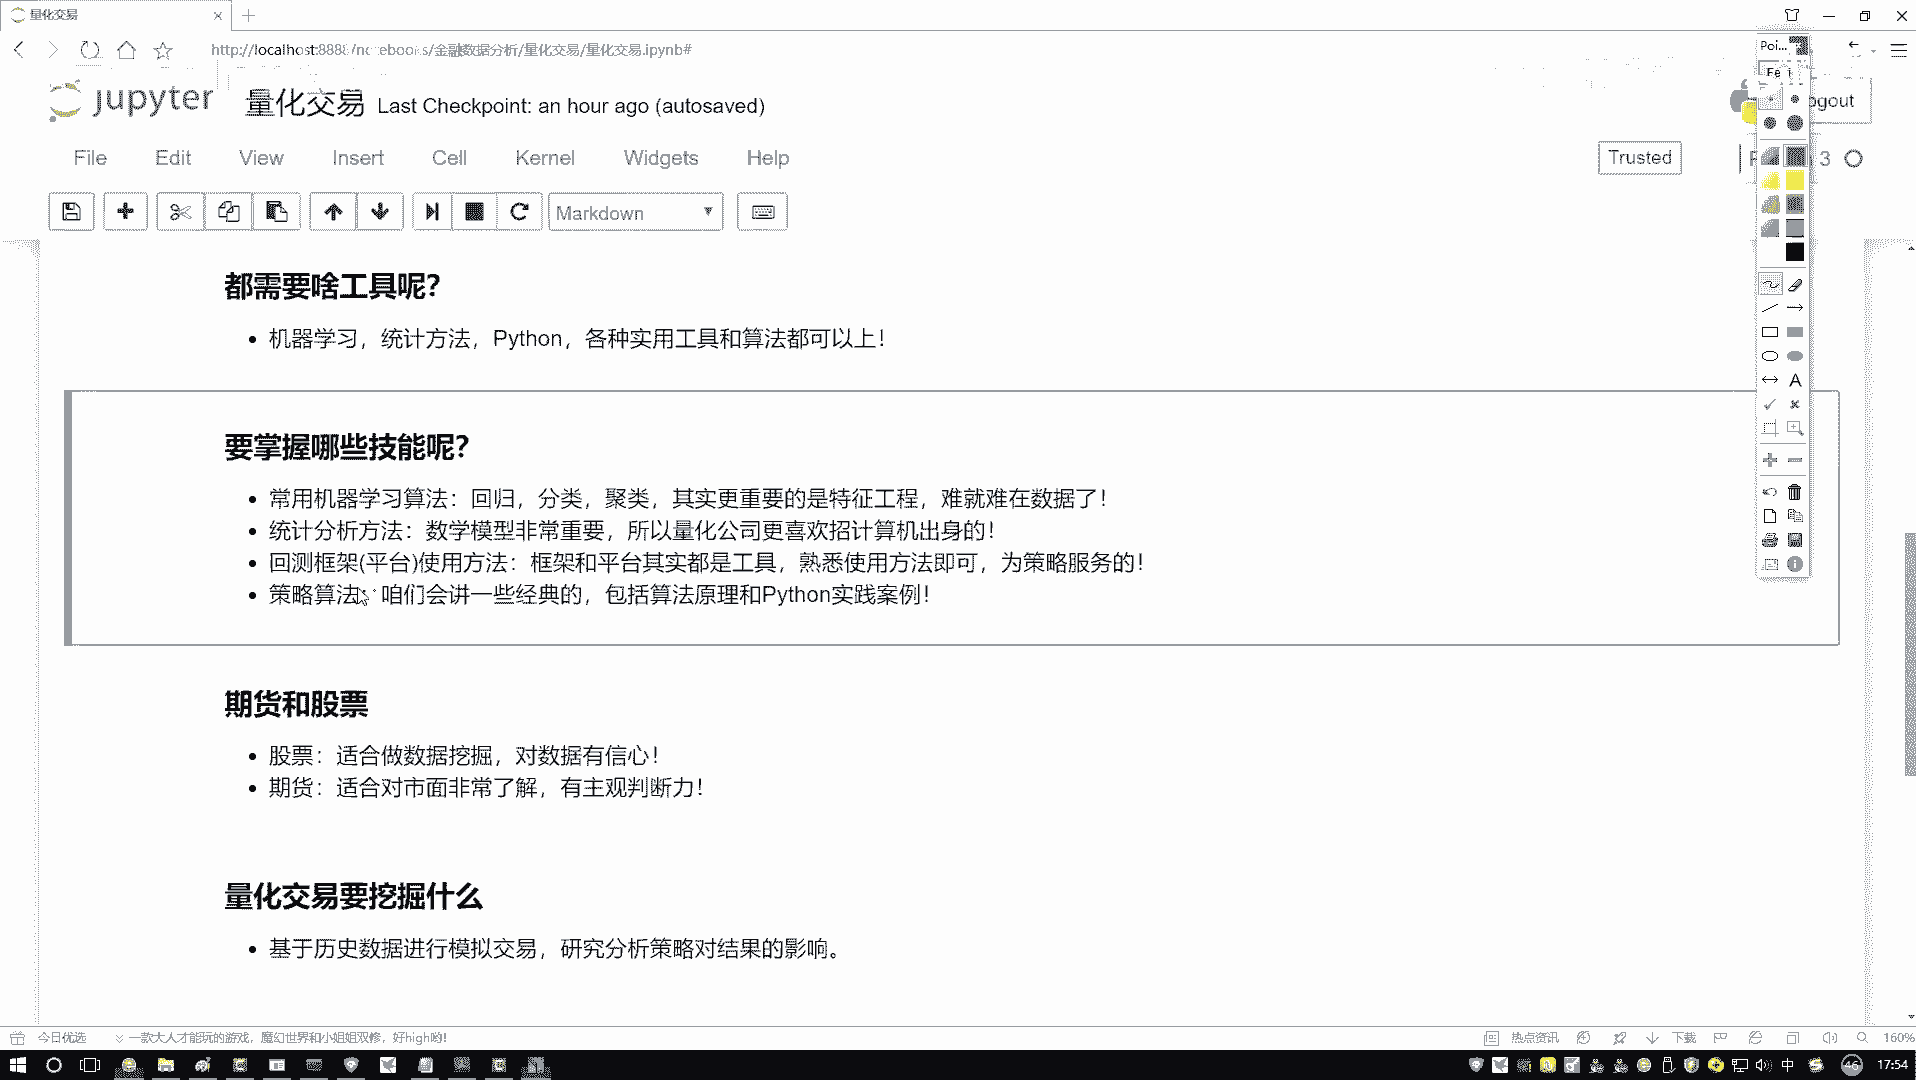 量化交易
http://localhost:8888/notebooks/金融数据分析/量化交易/量化交易.ipynb#
Poi...
jupyter 量化交易 Last Checkpoint: an hour ago (autosaved)
File Edit View Insert Cell Kernel Widgets Help
Trusted
3
Markdown
都需要啥工具呢？
机器学习，统计方法，Python，各种实用工具和算法都可以上！
要掌握哪些技能呢？
常用机器学习算法：回归，分类，聚类，其实更重要的是特征工程，难就难在数据了！
统计分析方法：数学模型非常重要，所以量化公司更喜欢招计算机出身的！
回测框架(平台)使用方法：框架和平台其实都是工具，熟悉使用方法即可，为策略服务的！
策略算法：咱们会讲一些经典的，包括算法原理和Python实践案例！
期货和股票
股票：适合做数据挖掘，对数据有信心！
期货：适合对市面非常了解，有主观判断力！
量化交易要挖掘什么
基于历史数据进行模拟交易，研究分析策略对结果的影响。
今日优选 一款大人才能玩的游戏，魔幻世界和小姐姐双修，好high哟!
热点资讯 下载 160%
中 46 17:54